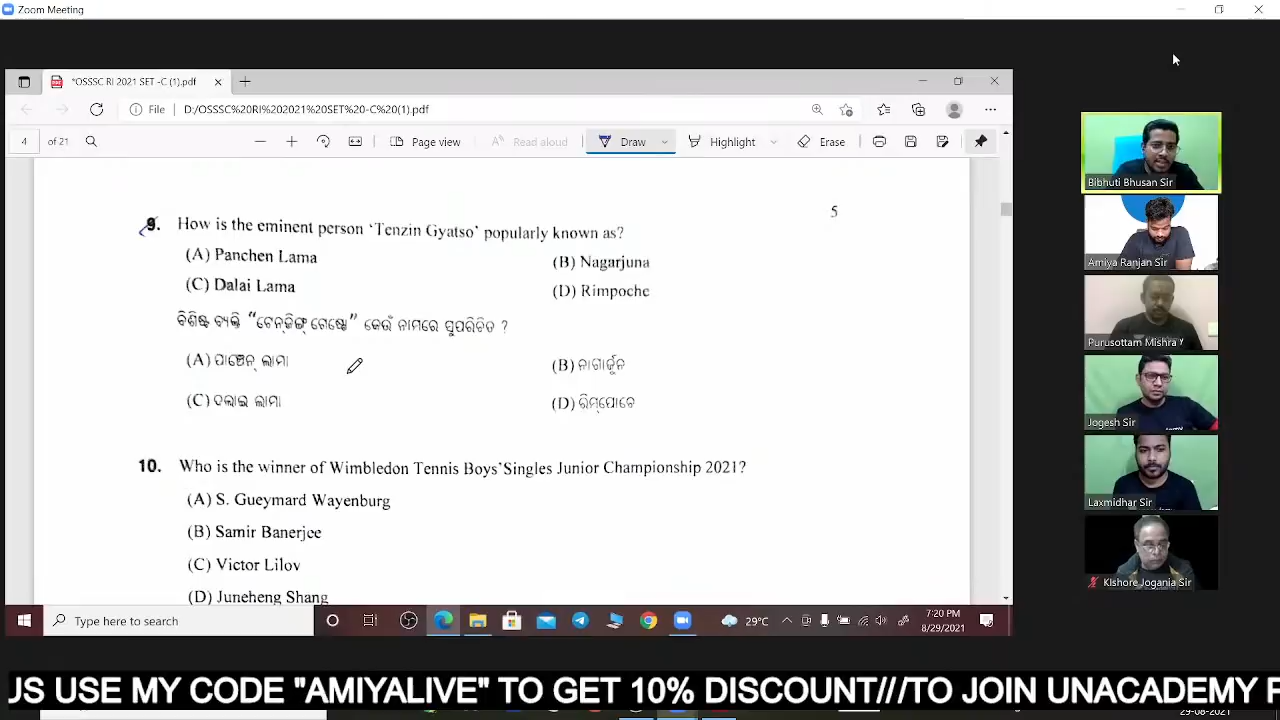 Zoom Meeting
*OSSSC RI 2021 SET -C (1).pdf
File D:/OSSSC%20RI%202021%20SET%20-C%20(1).pdf
4 of 21 Page view Read aloud Draw Highlight Erase
5
9. How is the eminent person ‘Tenzin Gyatso’ popularly known as?
(A) Panchen Lama
(B) Nagarjuna
(C) Dalai Lama
(D) Rimpoche
ବିଶିଷ୍ଟ ବ୍ୟକ୍ତି “ଟେନ୍‌ଜିଙ୍ଗ୍ ଗେଷ୍ଟୋ” କେଉଁ ନାମରେ ସୁପରିଚିତ ?
(A) ପାଞ୍ଚେନ୍ ଲାମା
(B) ନାଗାର୍ଜୁନ
(C) ଦଲାଇ ଲାମା
(D) ରିମ୍‌ପୋଚେ
10. Who is the winner of Wimbledon Tennis Boys'Singles Junior Championship 2021?
(A) S. Gueymard Wayenburg
(B) Samir Banerjee
(C) Victor Lilov
(D) Juneheng Shang
Bibhuti Bhusan Sir
Amiya Ranjan Sir
Purusottam Mishra
Jogesh Sir
Laxmidhar Sir
KIshore Jogania Sir
Type here to search
29°C
7:20 PM
8/29/2021
JS USE MY CODE "AMIYALIVE" TO GET 10% DISCOUNT///TO JOIN UNACADEMY
29-08-2021